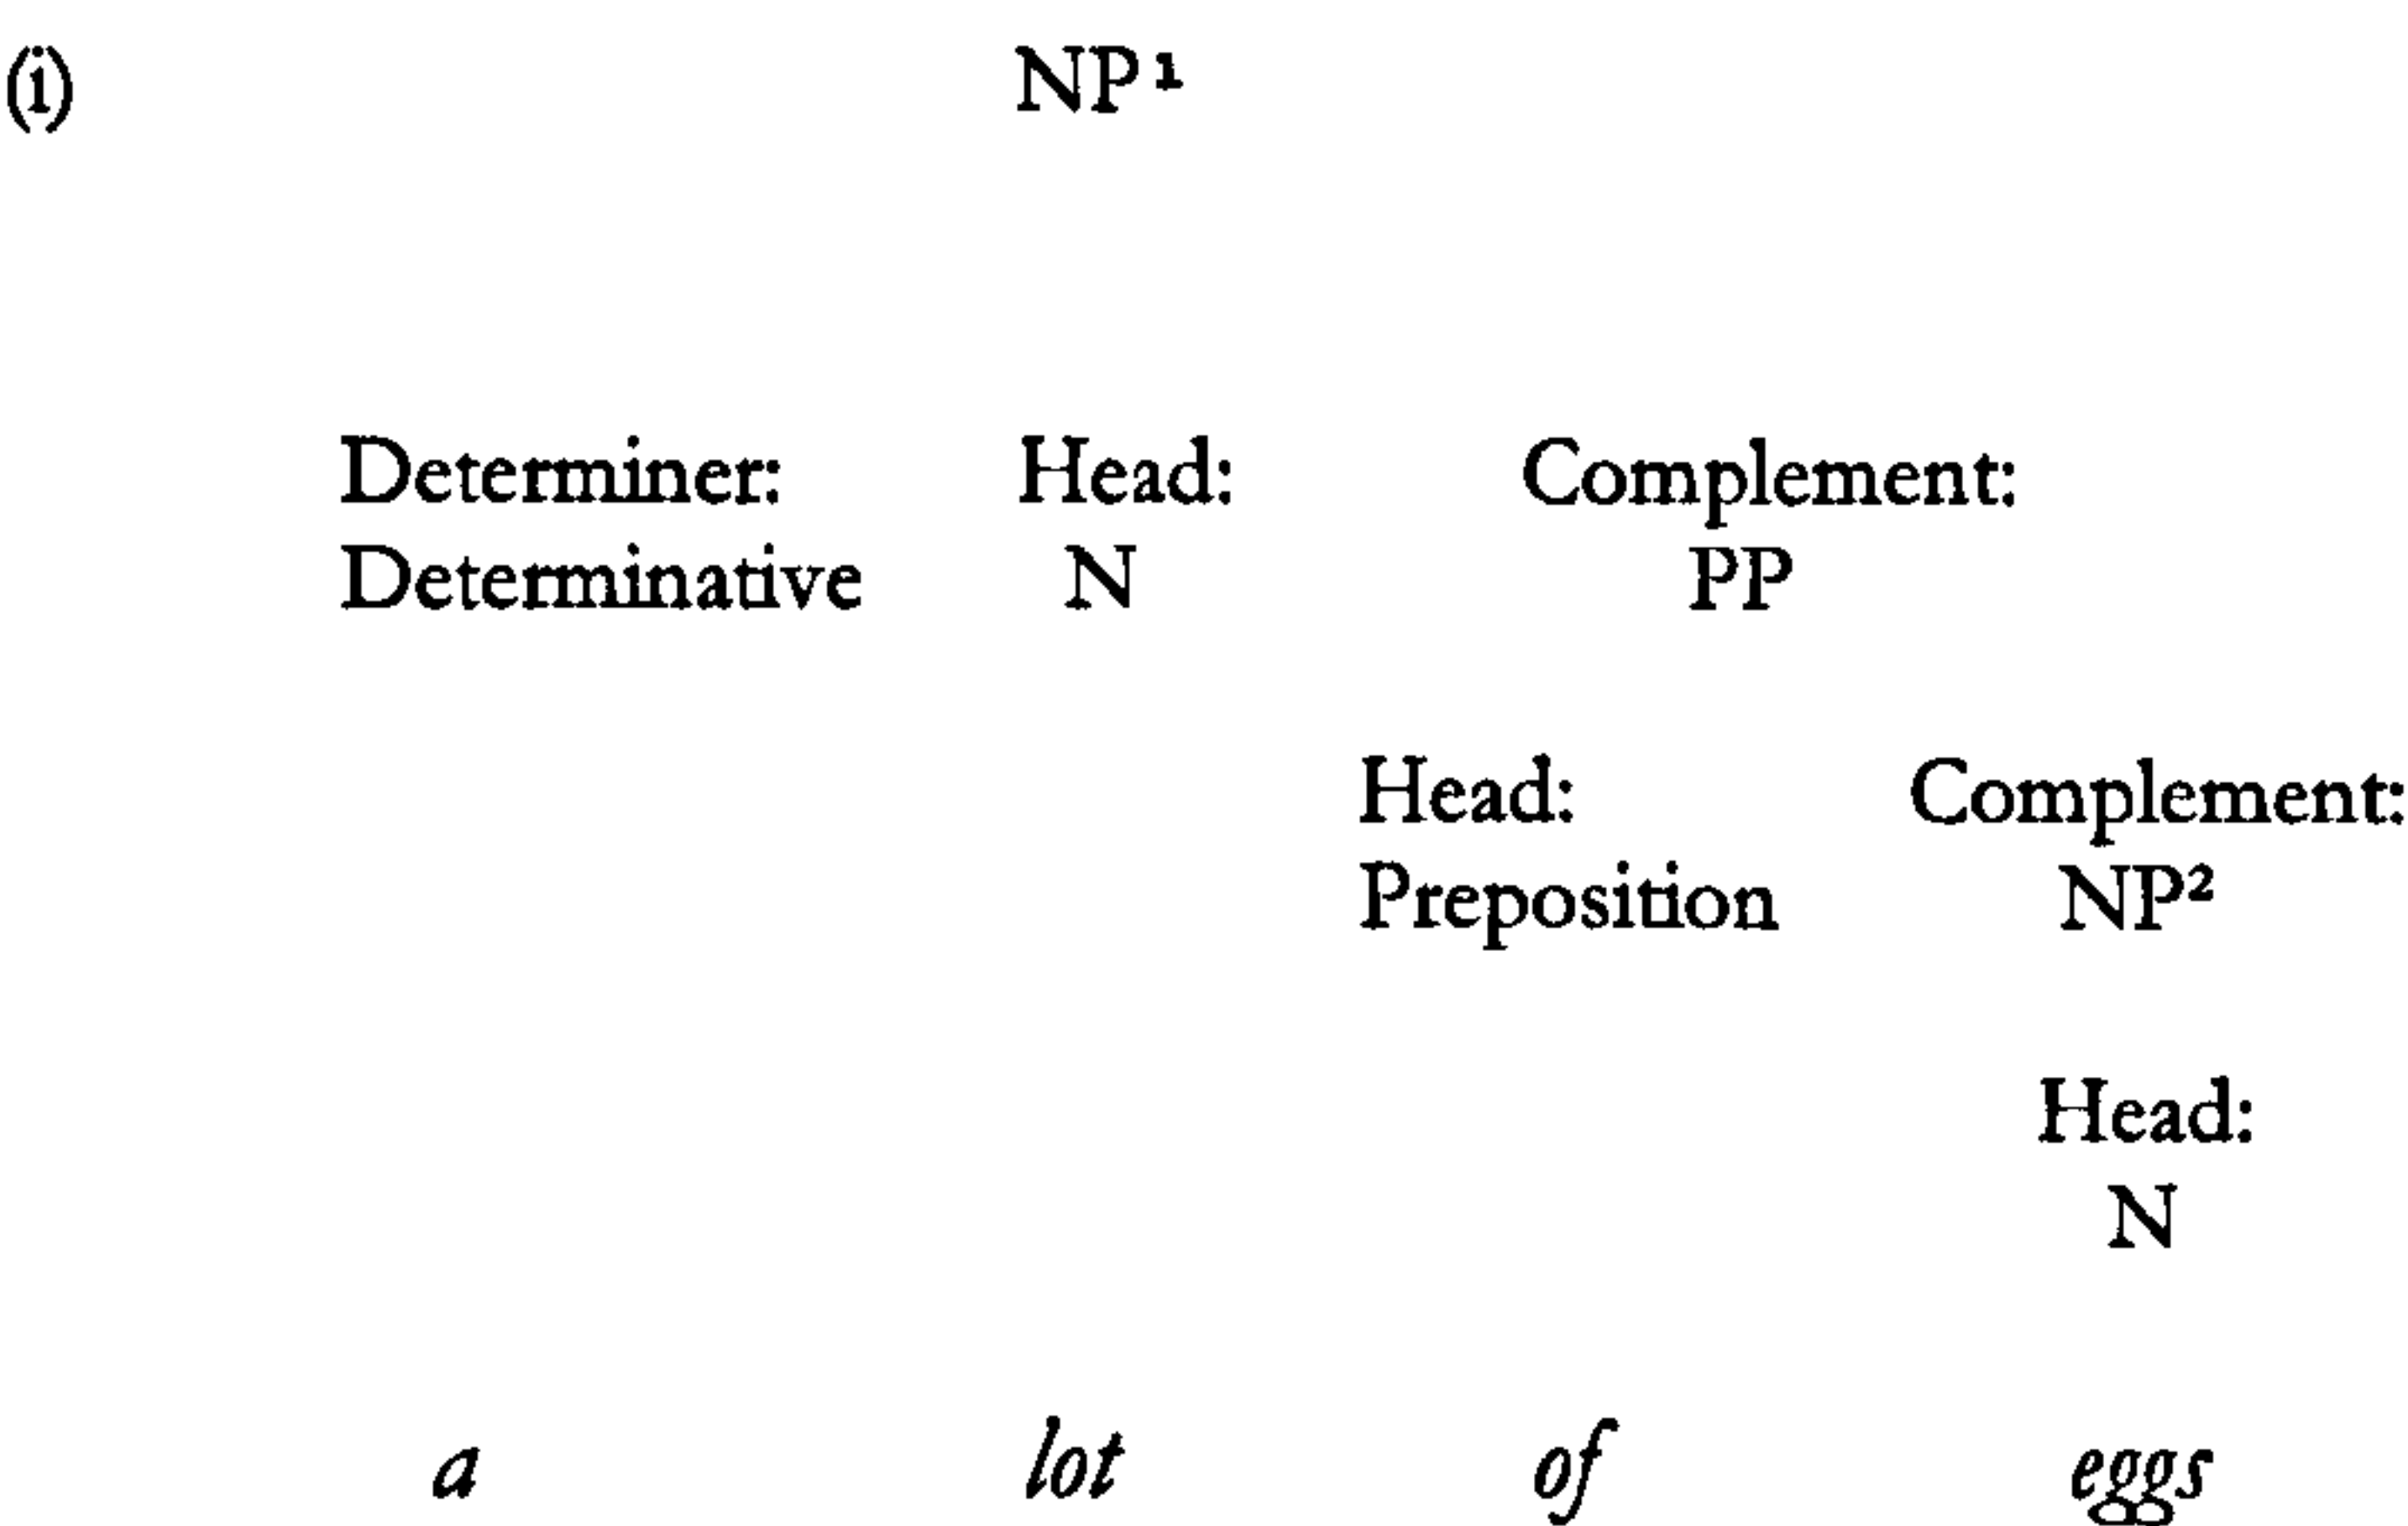 (i) NP¹
Determiner: Head: Complement:
Determinative N PP
Head: Complement:
Preposition NP²
Head:
N
a lot of eggs